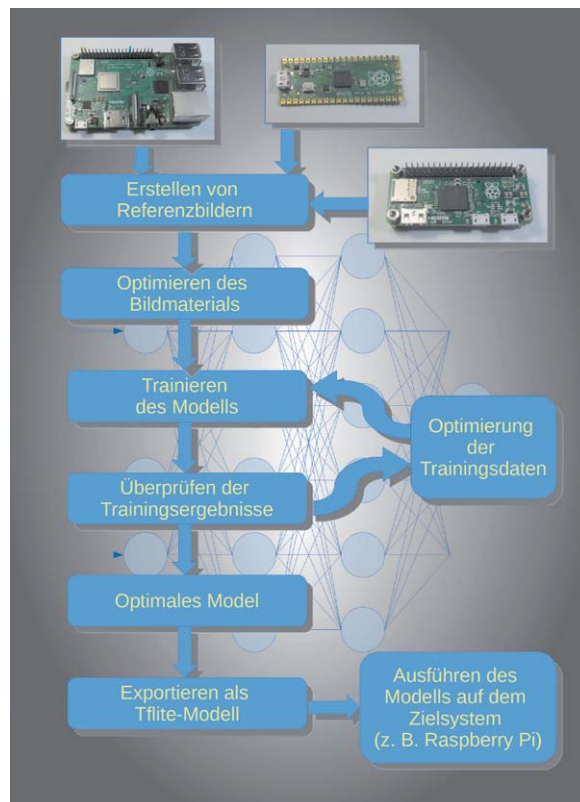 Erstellen von
Referenzbildern
Optimieren des
Bildmaterials
Trainieren
des Modells
Optimierung
der
Trainingsdaten
Überprüfen der
Trainingsergebnisse
Optimales Model
Exportieren als
Tflite-Modell
Ausführen des
Modells auf dem
Zielsystem
(z. B. Raspberry Pi)